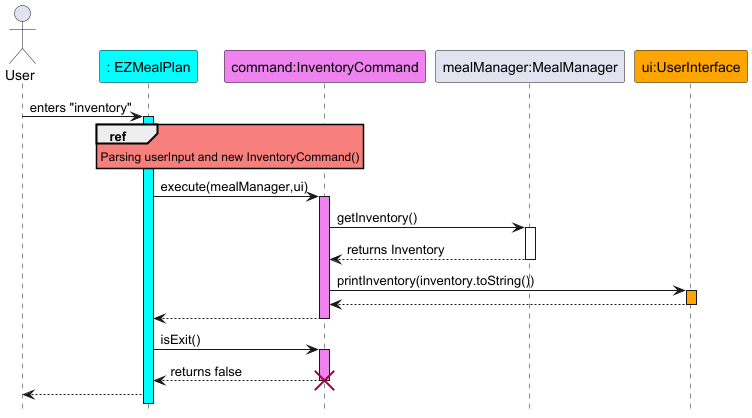 User
: EZMealPlan
command:InventoryCommand
mealManager:MealManager
ui:UserInterface
enters "inventory"
ref
Parsing userInput and new InventoryCommand()
execute(mealManager,ui)
getInventory()
returns Inventory
printInventory(inventory.toString())
isExit()
returns false